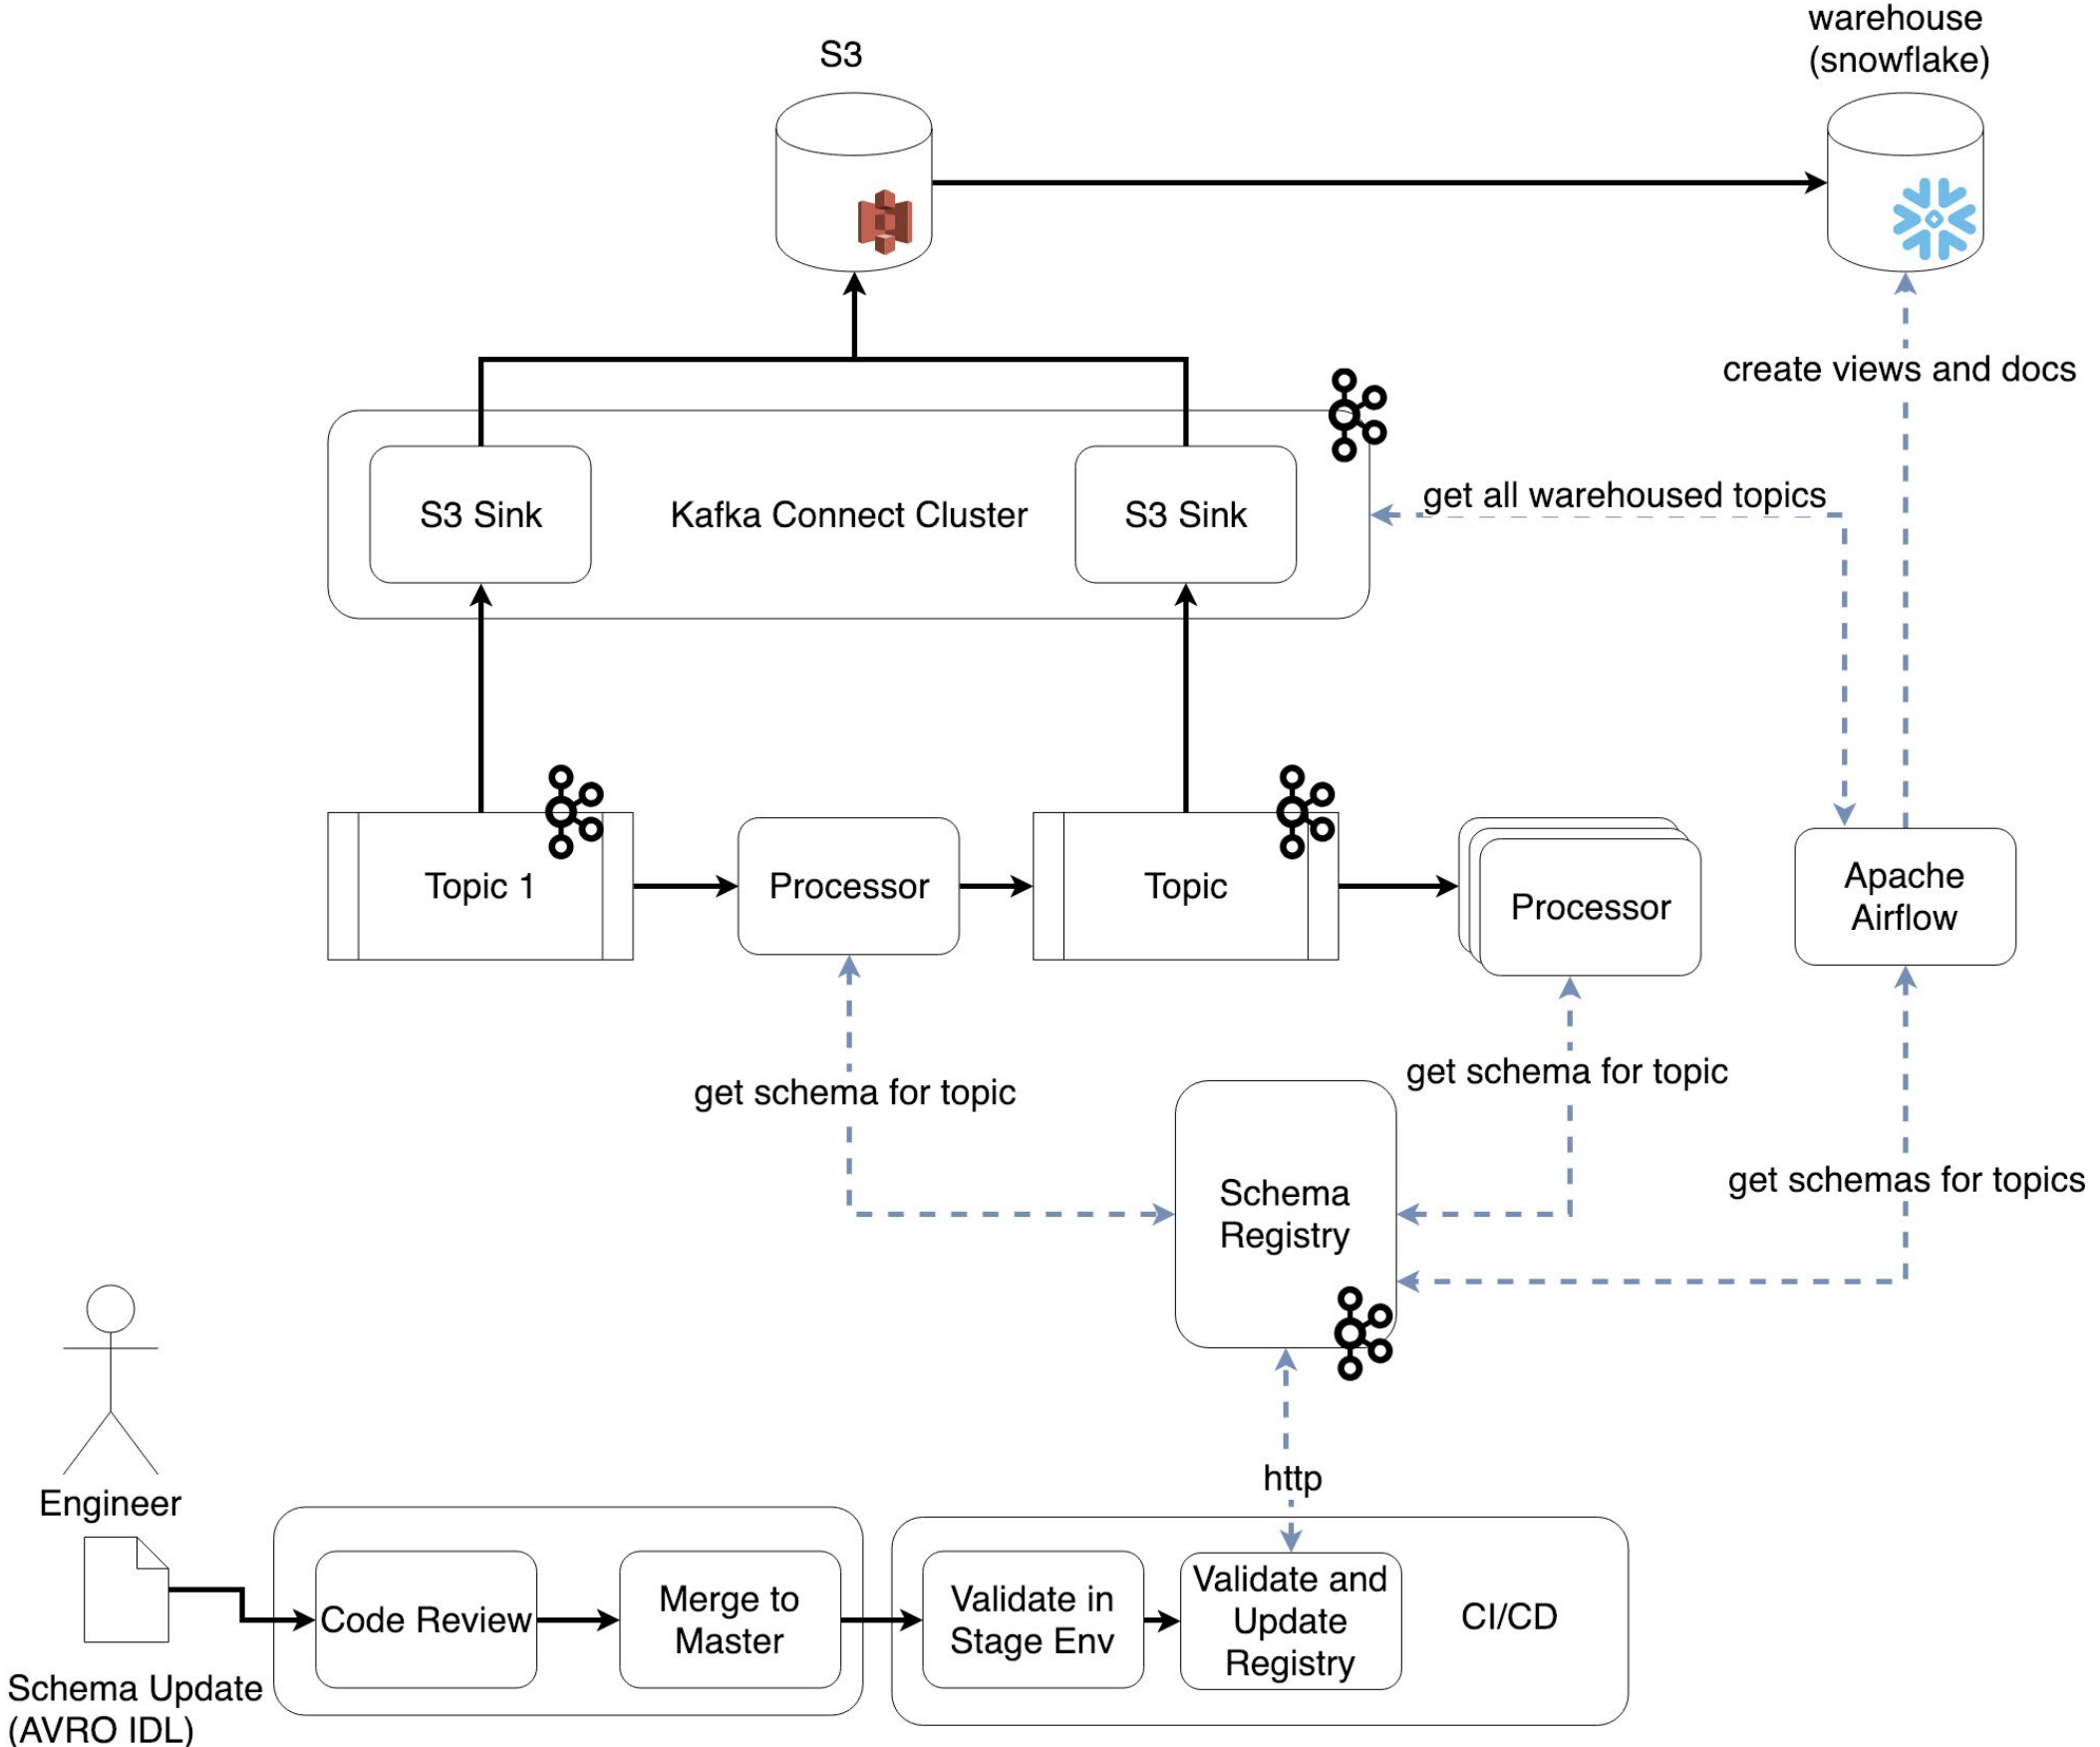 warehouse
(snowflake)
S3
create views and docs
get all warehoused topics
S3 Sink
Kafka Connect Cluster
S3 Sink
Topic 1
Processor
Topic
Processor
Apache
Airflow
get schema for topic
get schema for topic
get schemas for topics
Schema
Registry
http
Engineer
Schema Update
(AVRO IDL)
Code Review
Merge to
Master
Validate in
Stage Env
Validate and
Update
Registry
CI/CD